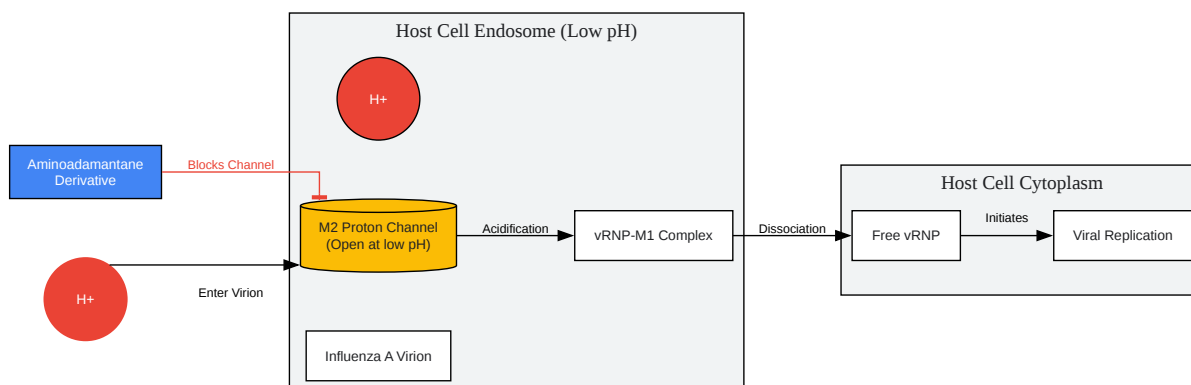 Host Cell Endosome (Low pH)
H+
Aminoadamantane
Derivative
Blocks Channel
M2 Proton Channel
(Open at low pH)
Acidification
vRNP-M1 Complex
Dissociation
Host Cell Cytoplasm
Free vRNP
Initiates
Viral Replication
H+
Enter Virion
Influenza A Virion